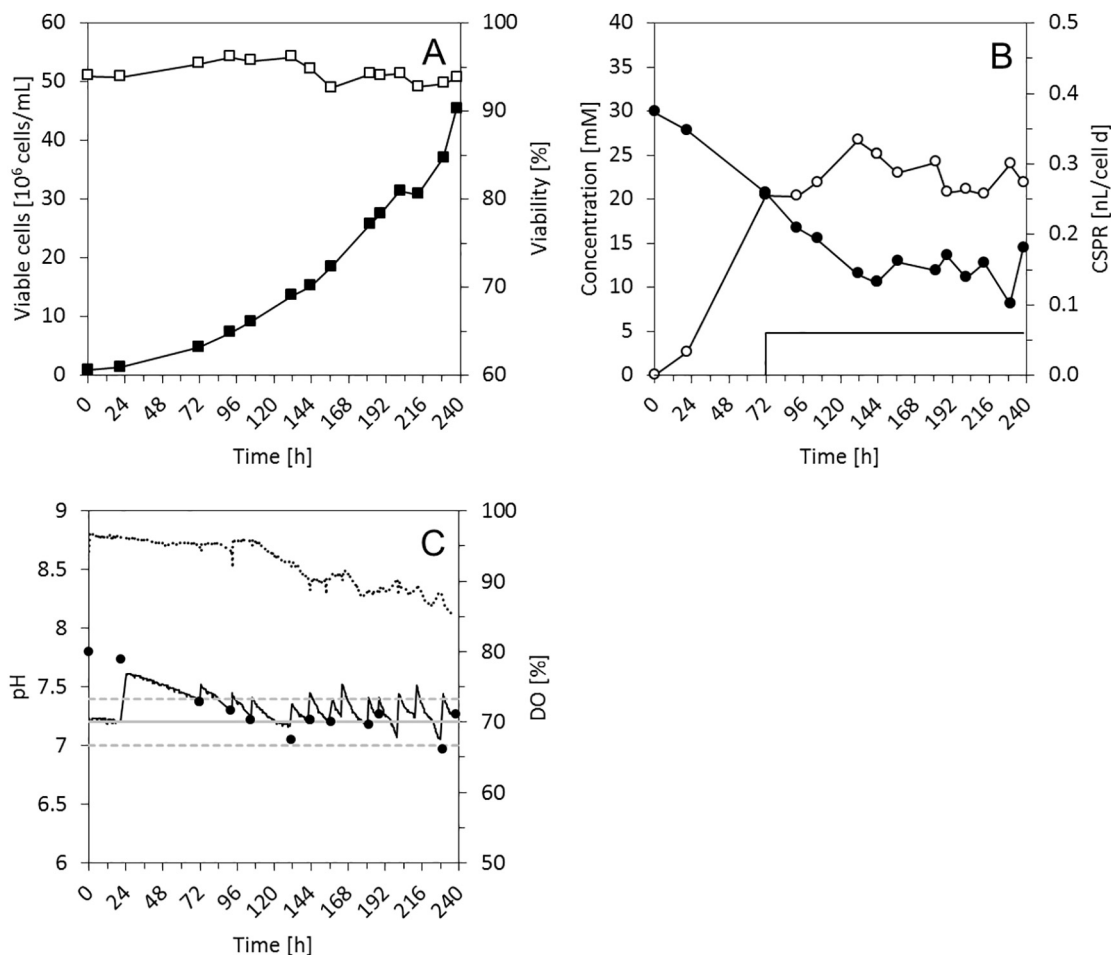 A
Viable cells [10⁶ cells/mL]
60
50
40
30
20
10
0
100
90
80
70
60
Viability [%]
0 24 48 72 96 120 144 168 192 216 240
Time [h]
B
Concentration [mM]
40
35
30
25
20
15
10
5
0
0.5
0.4
0.3
0.2
0.1
0.0
CSPR [nL/cell d]
0 24 48 72 96 120 144 168 192 216 240
Time [h]
C
pH
9
8.5
8
7.5
7
6.5
6
100
90
80
70
60
50
DO [%]
0 24 48 72 96 120 144 168 192 216 240
Time [h]